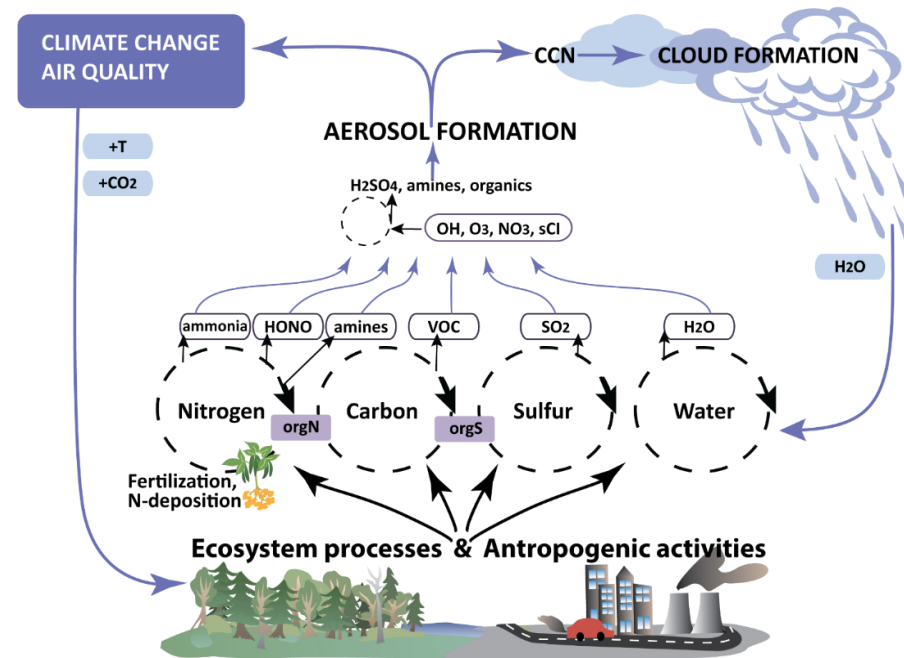 CLIMATE CHANGE
AIR QUALITY
CCN
CLOUD FORMATION
+T
+CO2
AEROSOL FORMATION
H2SO4, amines, organics
OH, O3, NO3, sCI
H2O
ammonia
HONO
amines
VOC
SO2
H2O
Nitrogen
Carbon
Sulfur
Water
orgN
orgS
Fertilization,
N-deposition
Ecosystem processes & Antropogenic activities